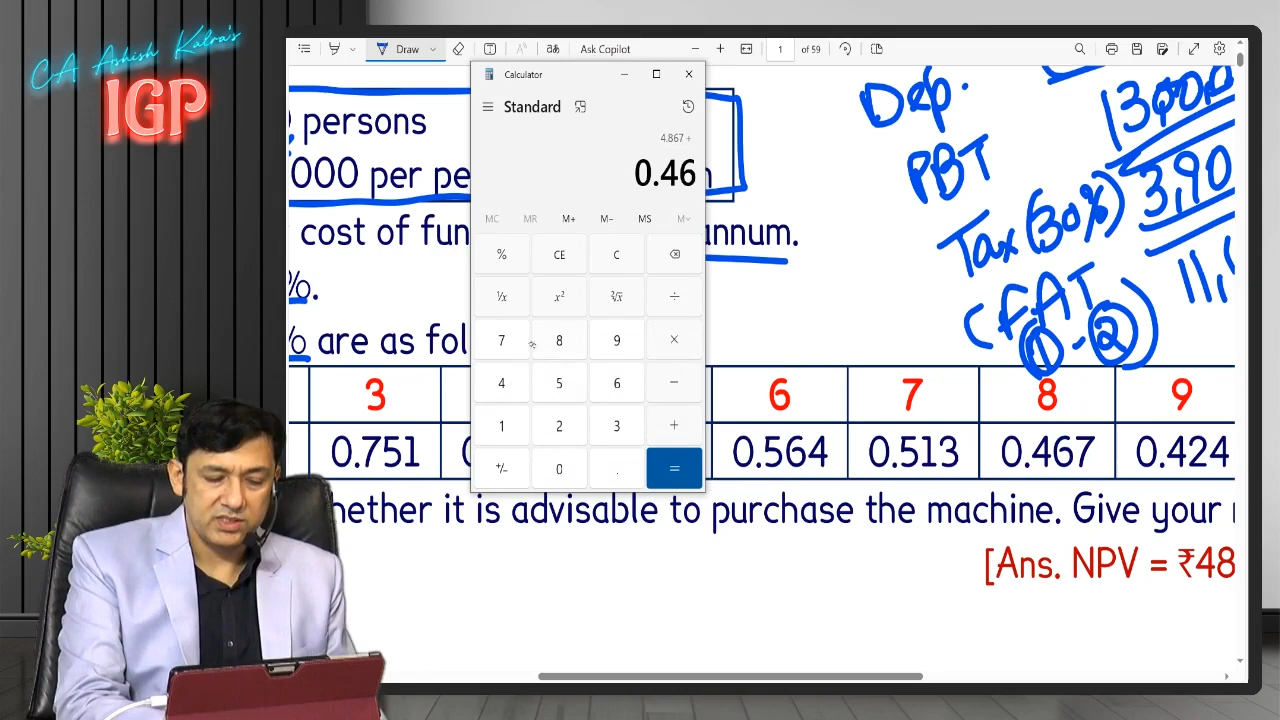 CA Ashish Kalra's
IGP
Draw
Ask Copilot
1 of 59
Calculator
Standard
4.867 +
0.46
MC MR M+ M− MS M
% CE C
¹/x x² ÷
7 8 9 ×
4 5 6 −
1 2 3 +
+/− 0 . =
persons
000 per pe
cost of fun annum.
%.
% are as fol
Dep.
PBT
Tax (30%)
CFAT
(1 - 2)
1300,0
3,90
11,
3 6 7 8 9
0.751 0.564 0.513 0.467 0.424
hether it is advisable to purchase the machine. Give your
[Ans. NPV = ₹48